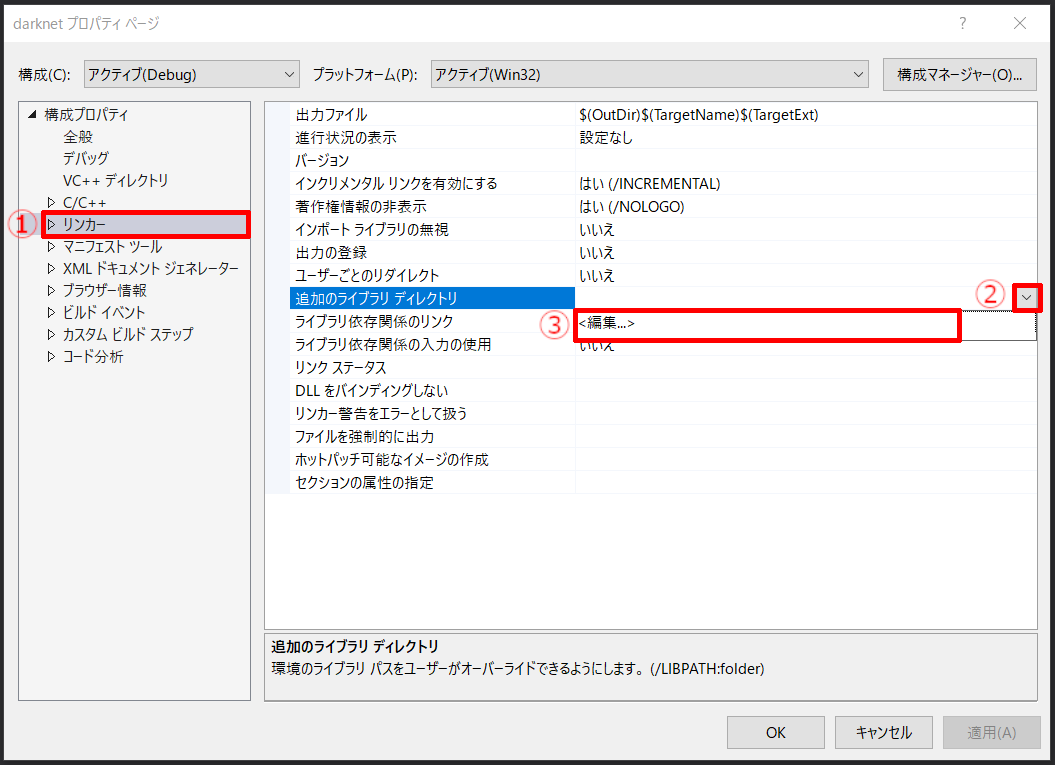 darknet プロパティ ページ
構成(C): アクティブ(Debug) プラットフォーム(P): アクティブ(Win32) 構成マネージャー(O)...
構成プロパティ
全般
デバッグ
VC++ ディレクトリ
C/C++
① リンカー
マニフェスト ツール
XML ドキュメント ジェネレーター
ブラウザー情報
ビルド イベント
カスタム ビルド ステップ
コード分析
出力ファイル $(OutDir)$(TargetName)$(TargetExt)
進行状況の表示 設定なし
バージョン
インクリメンタル リンクを有効にする はい (/INCREMENTAL)
著作権情報の非表示 はい (/NOLOGO)
インポート ライブラリの無視 いいえ
出力の登録 いいえ
ユーザーごとのリダイレクト いいえ
追加のライブラリ ディレクトリ ②
ライブラリ依存関係のリンク ③ <編集...>
ライブラリ依存関係の入力の使用 いいえ
リンク ステータス
DLL をバインディングしない
リンカー警告をエラーとして扱う
ファイルを強制的に出力
ホットパッチ可能なイメージの作成
セクションの属性の指定
追加のライブラリ ディレクトリ
環境のライブラリ パスをユーザーがオーバーライドできるようにします。(/LIBPATH:folder)
OK キャンセル 適用(A)